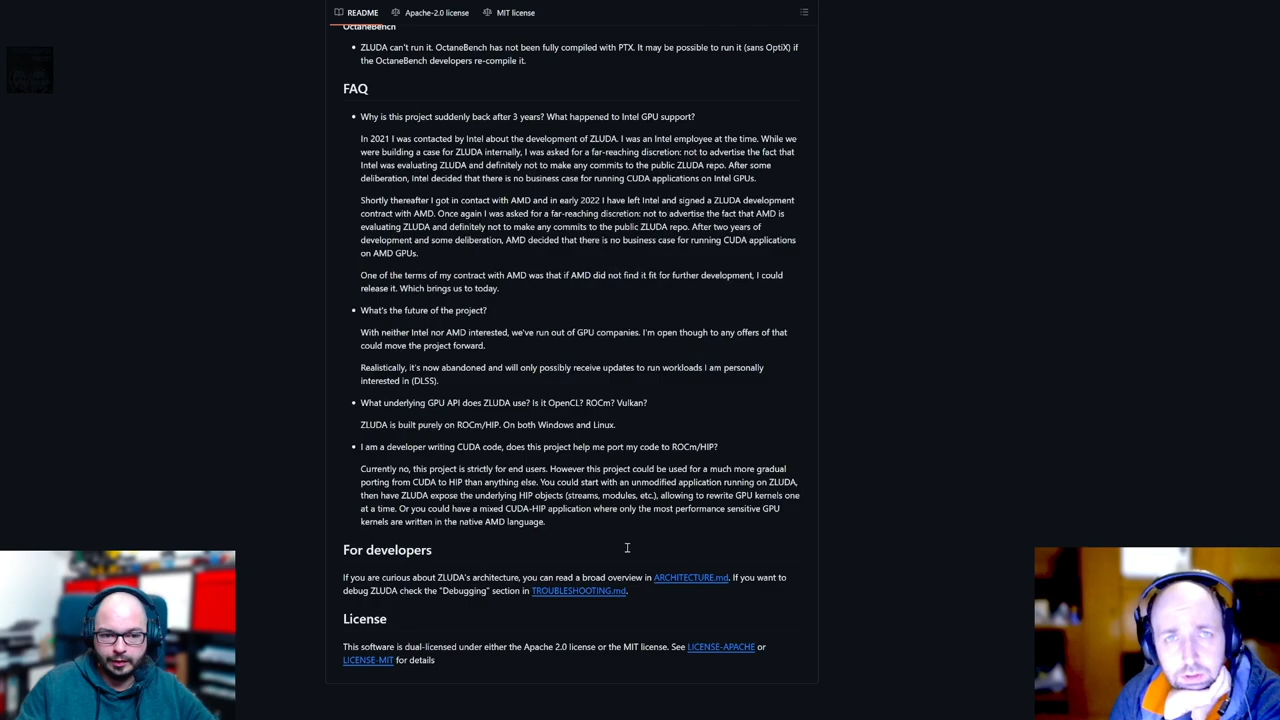 README
Apache-2.0 license
MIT license
OctaneBench
• ZLUDA can't run it. OctaneBench has not been fully compiled with PTX. It may be possible to run it (sans OptiX) if
the OctaneBench developers re-compile it.
FAQ
• Why is this project suddenly back after 3 years? What happened to Intel GPU support?
In 2021 I was contacted by Intel about the development of ZLUDA. I was an Intel employee at the time. While we
were building a case for ZLUDA internally, I was asked for a far-reaching discretion: not to advertise the fact that
Intel was evaluating ZLUDA and definitely not to make any commits to the public ZLUDA repo. After some
deliberation, Intel decided that there is no business case for running CUDA applications on Intel GPUs.
Shortly thereafter I got in contact with AMD and in early 2022 I have left Intel and signed a ZLUDA development
contract with AMD. Once again I was asked for a far-reaching discretion: not to advertise the fact that AMD is
evaluating ZLUDA and definitely not to make any commits to the public ZLUDA repo. After two years of
development and some deliberation, AMD decided that there is no business case for running CUDA applications
on AMD GPUs.
One of the terms of my contract with AMD was that if AMD did not find it fit for further development, I could
release it. Which brings us to today.
• What's the future of the project?
With neither Intel nor AMD interested, we've run out of GPU companies. I'm open though to any offers of that
could move the project forward.
Realistically, it's now abandoned and will only possibly receive updates to run workloads I am personally
interested in (DLSS).
• What underlying GPU API does ZLUDA use? Is it OpenCL? ROCm? Vulkan?
ZLUDA is built purely on ROCm/HIP. On both Windows and Linux.
• I am a developer writing CUDA code, does this project help me port my code to ROCm/HIP?
Currently no, this project is strictly for end users. However this project could be used for a much more gradual
porting from CUDA to HIP than anything else. You could start with an unmodified application running on ZLUDA,
then have ZLUDA expose the underlying HIP objects (streams, modules, etc.), allowing to rewrite GPU kernels one
at a time. Or you could have a mixed CUDA-HIP application where only the most performance sensitive GPU
kernels are written in the native AMD language.
For developers
If you are curious about ZLUDA's architecture, you can read a broad overview in ARCHITECTURE.md. If you want to
debug ZLUDA check the "Debugging" section in TROUBLESHOOTING.md.
License
This software is dual-licensed under either the Apache 2.0 license or the MIT license. See LICENSE-APACHE or
LICENSE-MIT for details